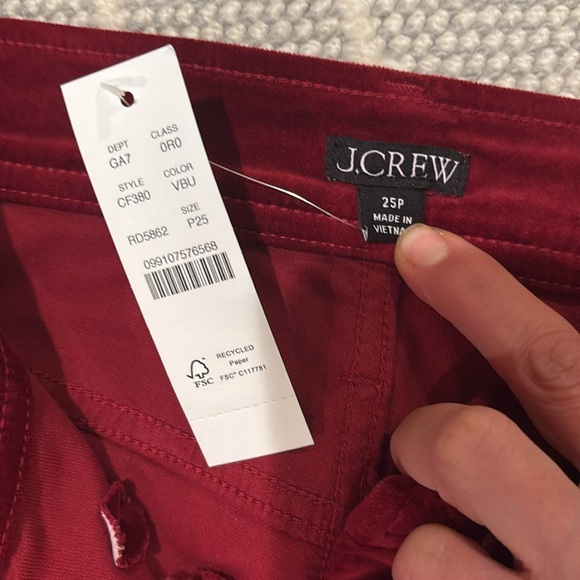 DEPT CLASS
GA7 0R0
STYLE COLOR
CF380 VBU
SIZE
RD5862 P25
099107576568
FSC
RECYCLED
Paper
FSC® C117781
J.CREW
25P
MADE IN